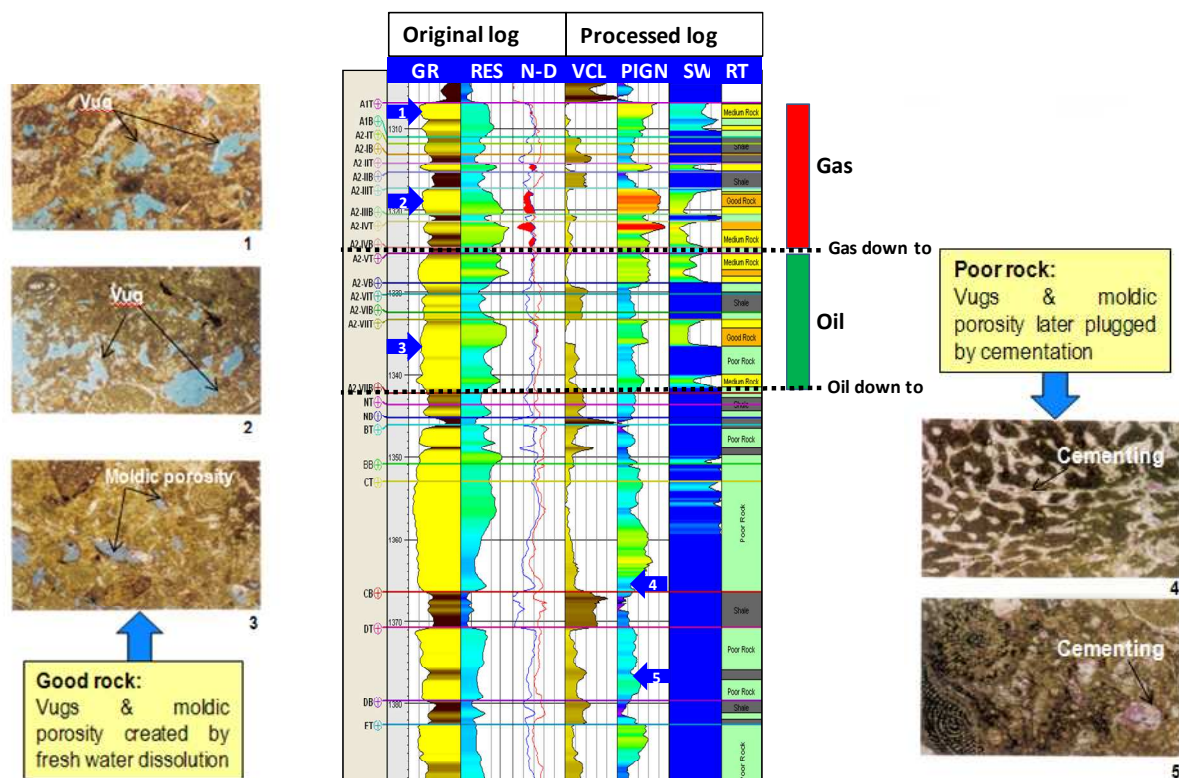 Original log
Processed log
GR RES N-D VCL PIGN SW RT
Vug
1
Vug
2
Moldic porosity
3
Good rock:
Vugs & moldic
porosity created by
fresh water dissolution
A1T
A1B
A2-IT
A2-IB
A2-IIT
A2-IIB
A2-IIIT
A2-IIIB
A2-IVT
A2-IVB
A2-VT
A2-VB
A2-VIT
A2-VIB
A2-VIIT
A2-VIIB
NT
NB
BT
BB
CT
CB
DT
DB
FT
1310
1330
1340
1350
1360
1370
1380
1
2
3
4
5
Medium Rock
Shale
Shale
Good Rock
Medium Rock
Medium Rock
Shale
Good Rock
Poor Rock
Medium Rock
Shale
Poor Rock
Poor Rock
Shale
Poor Rock
Poor Rock
Shale
Poor Rock
Gas
Gas down to
Oil
Oil down to
Poor rock:
Vugs & moldic
porosity later plugged
by cementation
Cementing
4
Cementing
5